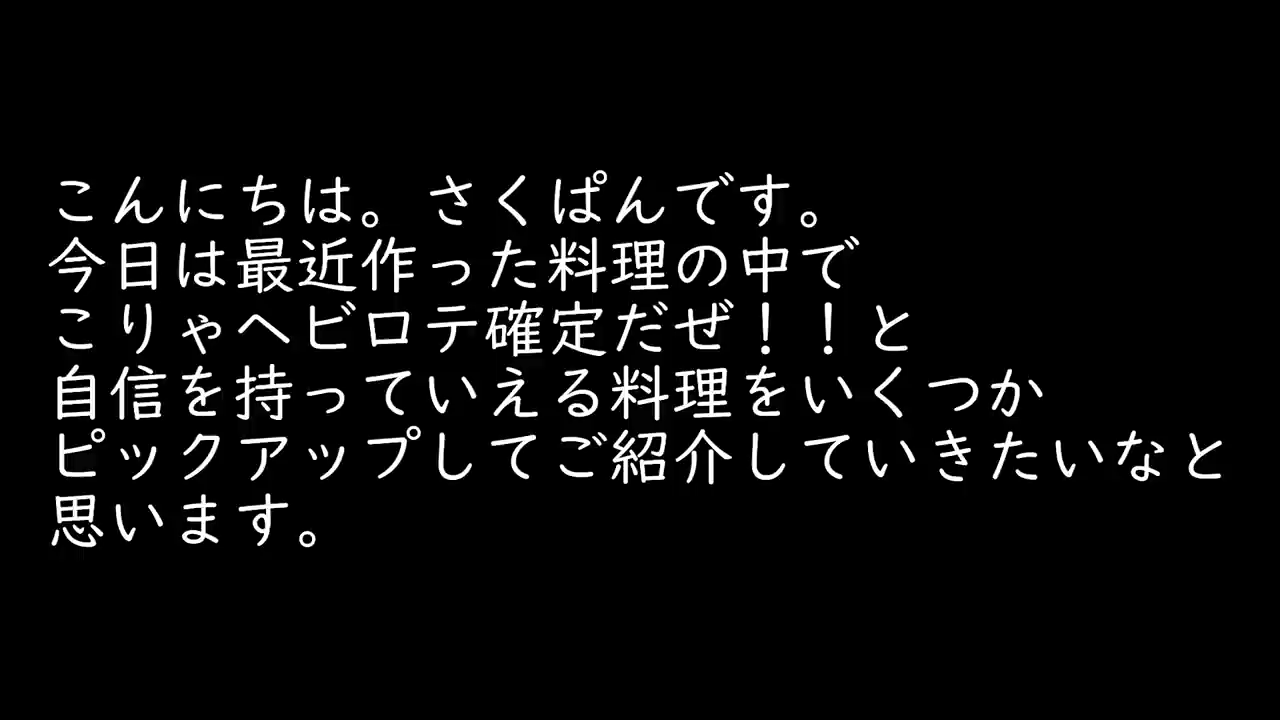 こんにちは。さくぱんです。
今日は最近作った料理の中で
こりゃヘビロテ確定だぜ！！と
自信を持っていえる料理をいくつか
ピックアップしてご紹介していきたいなと
思います。